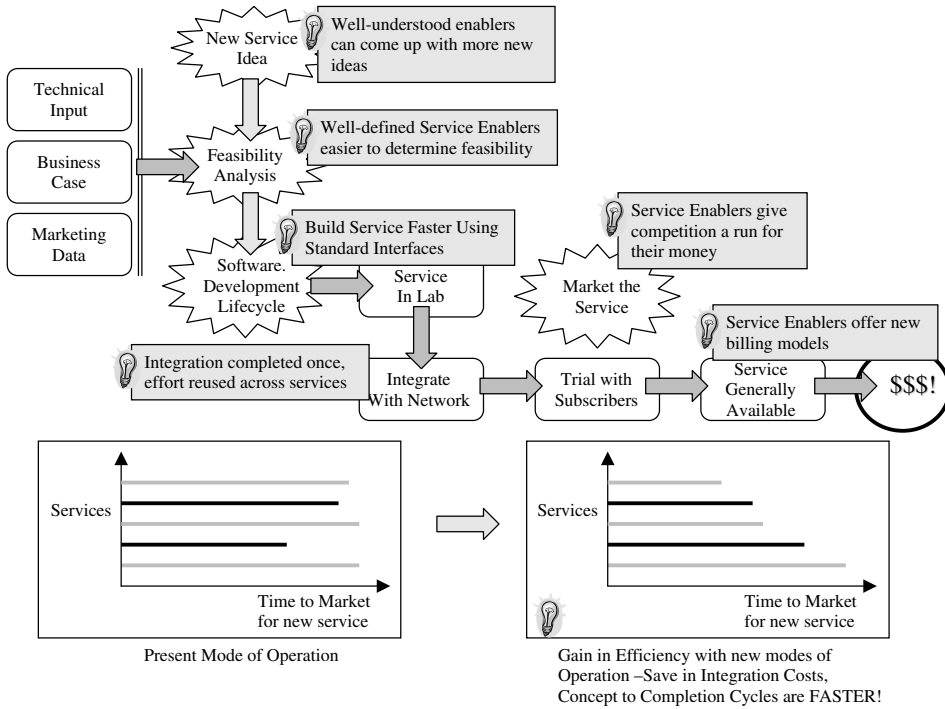 New Service
Idea
Well-understood enablers
can come up with more new
ideas
Technical
Input
Business
Case
Marketing
Data
Feasibility
Analysis
Well-defined Service Enablers
easier to determine feasibility
Software.
Development
Lifecycle
Build Service Faster Using
Standard Interfaces
Service
In Lab
Market the
Service
Service Enablers give
competition a run for
their money
Integration completed once,
effort reused across services
Integrate
With Network
Trial with
Subscribers
Service Enablers offer new
billing models
Service
Generally
Available
$$$!
Services
Time to Market
for new service
Present Mode of Operation
Services
Time to Market
for new service
Gain in Efficiency with new modes of
Operation –Save in Integration Costs,
Concept to Completion Cycles are FASTER!